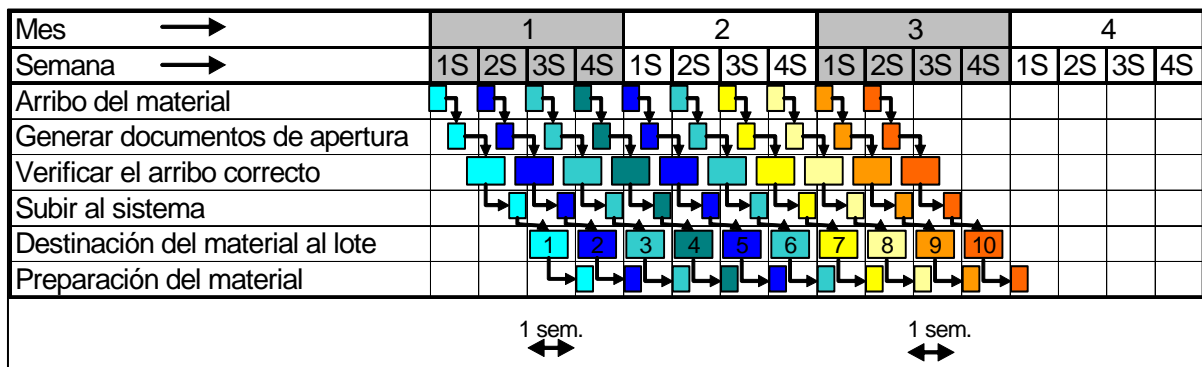 Mes 1 2 3 4
Semana 1S 2S 3S 4S 1S 2S 3S 4S 1S 2S 3S 4S 1S 2S 3S 4S
Arribo del material
Generar documentos de apertura
Verificar el arribo correcto
Subir al sistema
Destinación del material al lote 1 2 3 4 5 6 7 8 9 10
Preparación del material
1 sem. 1 sem.